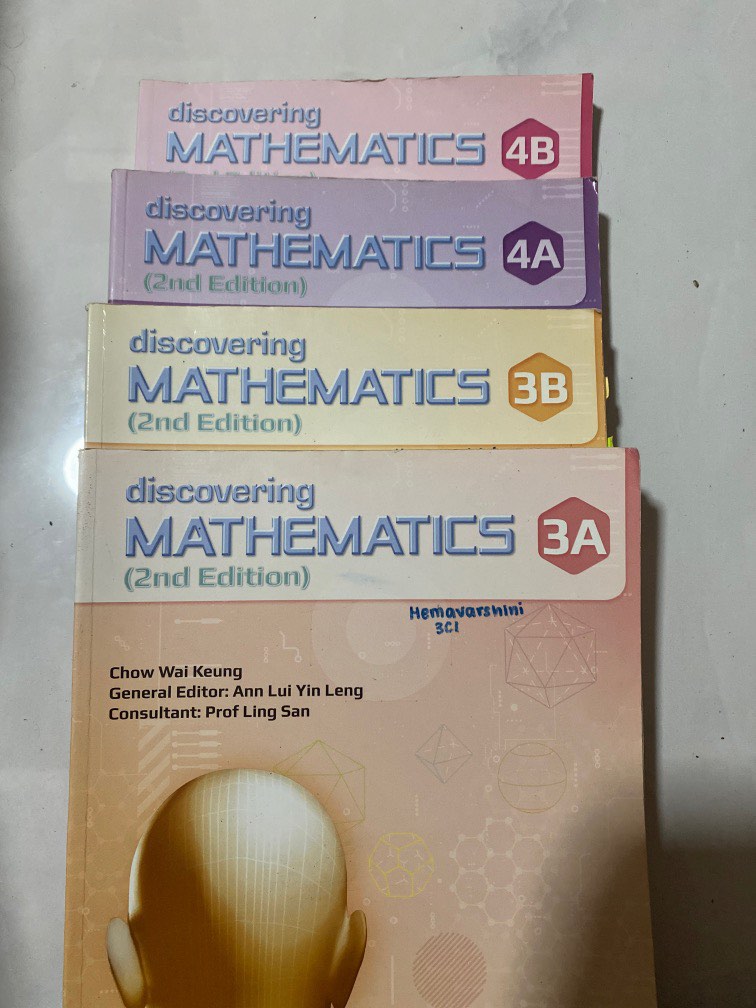 discovering
MATHEMATICS 4B
discovering
MATHEMATICS 4A
(2nd Edition)
discovering
MATHEMATICS 3B
(2nd Edition)
discovering
MATHEMATICS 3A
(2nd Edition)
Hemavarshini
3C1
Chow Wai Keung
General Editor: Ann Lui Yin Leng
Consultant: Prof Ling San